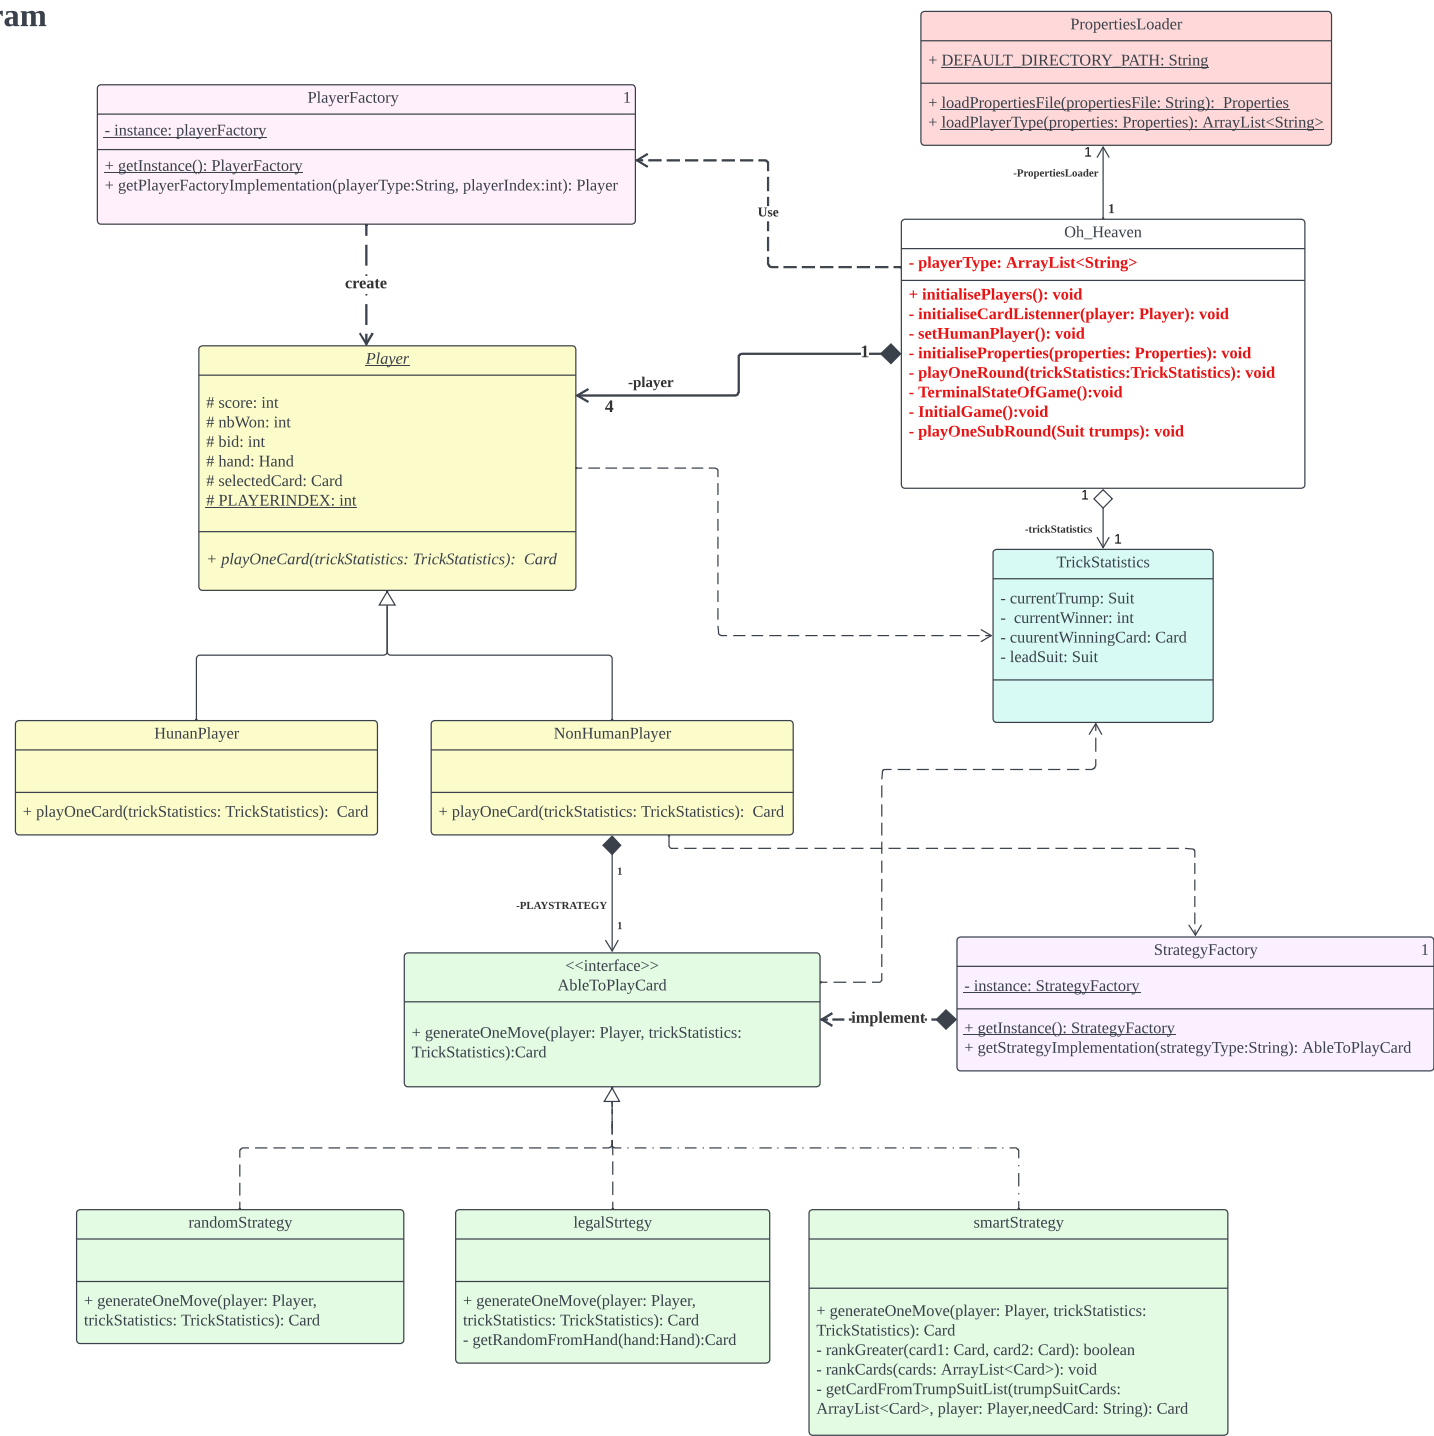 ram
PropertiesLoader
+ DEFAULT_DIRECTORY_PATH: String
+ loadPropertiesFile(propertiesFile: String):  Properties
+ loadPlayerType(properties: Properties): ArrayList<String>
PlayerFactory 1
- instance: playerFactory
+ getInstance(): PlayerFactory
+ getPlayerFactoryImplementation(playerType:String, playerIndex:int): Player
1
-PropertiesLoader
1
Use
Oh_Heaven
- playerType: ArrayList<String>
+ initialisePlayers(): void
- initialiseCardListenner(player: Player): void
- setHumanPlayer(): void
- initialiseProperties(properties: Properties): void
- playOneRound(trickStatistics:TrickStatistics): void
- TerminalStateOfGame():void
- InitialGame():void
- playOneSubRound(Suit trumps): void
create
1
-player
4
Player
# score: int
# nbWon: int
# bid: int
# hand: Hand
# selectedCard: Card
# PLAYERINDEX: int
+ playOneCard(trickStatistics: TrickStatistics):  Card
1
-trickStatistics
1
TrickStatistics
- currentTrump: Suit
-  currentWinner: int
- cuurentWinningCard: Card
- leadSuit: Suit
HunanPlayer
+ playOneCard(trickStatistics: TrickStatistics):  Card
NonHumanPlayer
+ playOneCard(trickStatistics: TrickStatistics):  Card
1
-PLAYSTRATEGY
1
<<interface>>
AbleToPlayCard
+ generateOneMove(player: Player, trickStatistics:
TrickStatistics):Card
implement
StrategyFactory 1
- instance: StrategyFactory
+ getInstance(): StrategyFactory
+ getStrategyImplementation(strategyType:String): AbleToPlayCard
randomStrategy
+ generateOneMove(player: Player,
trickStatistics: TrickStatistics): Card
legalStrtegy
+ generateOneMove(player: Player,
trickStatistics: TrickStatistics): Card
- getRandomFromHand(hand:Hand):Card
smartStrategy
+ generateOneMove(player: Player, trickStatistics:
TrickStatistics): Card
- rankGreater(card1: Card, card2: Card): boolean
- rankCards(cards: ArrayList<Card>): void
- getCardFromTrumpSuitList(trumpSuitCards:
ArrayList<Card>, player: Player,needCard: String): Card